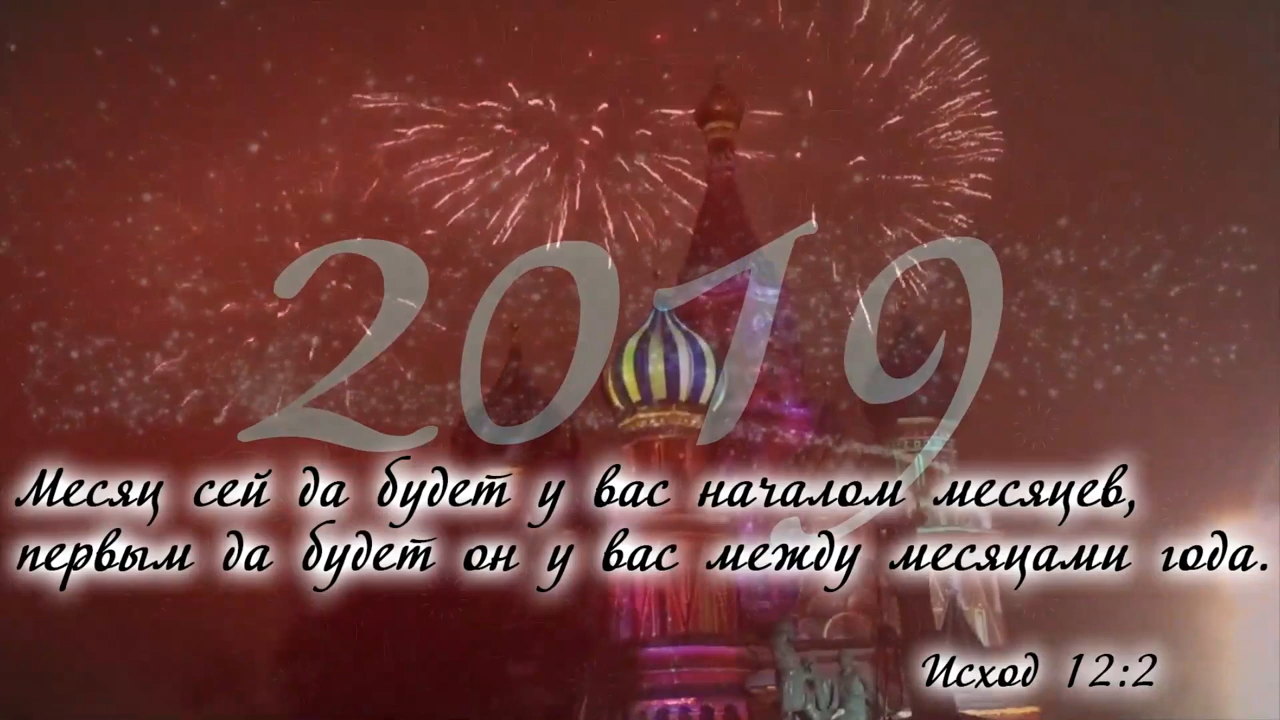 2019
Месяц сей да будет у вас началом месяцев,
первым да будет он у вас между месяцами года.
Исход 12:2